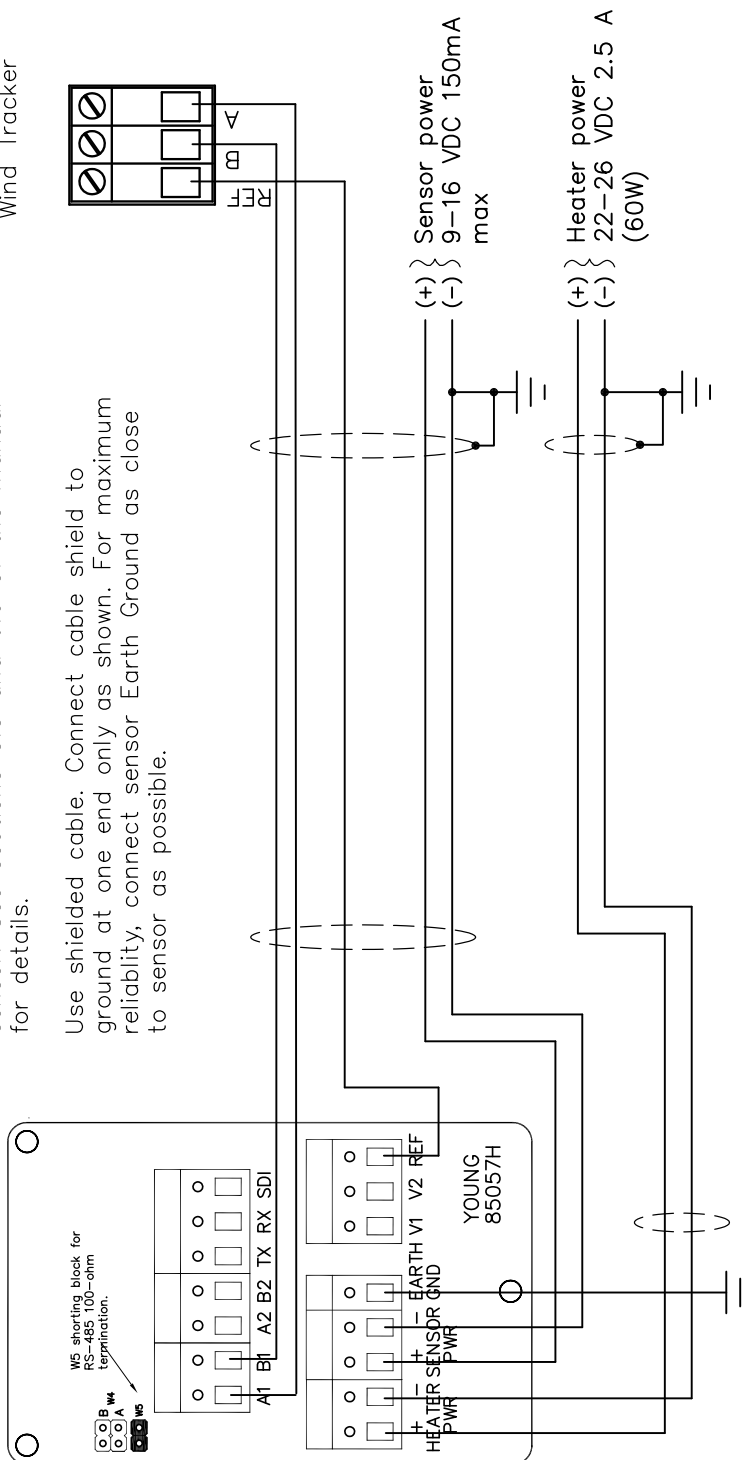 Wind Tracker
for details.
Use shielded cable. Connect cable shield to
ground at one end only as shown. For maximum
reliablity, connect sensor Earth Ground as close
to sensor as possible.
A
B
REF
(+) Sensor power
(-) 9-16 VDC 150mA
max
(+) Heater power
(-) 22-26 VDC 2.5 A
(60W)
W5 shorting block for
RS-485 100-ohm
termination.
B
A
W4
W5
A1 B1 A2 B2 TX RX SDI
V1 V2 REF
YOUNG
85057H
+ - + - EARTH
HEATER SENSOR GND
PWR PWR